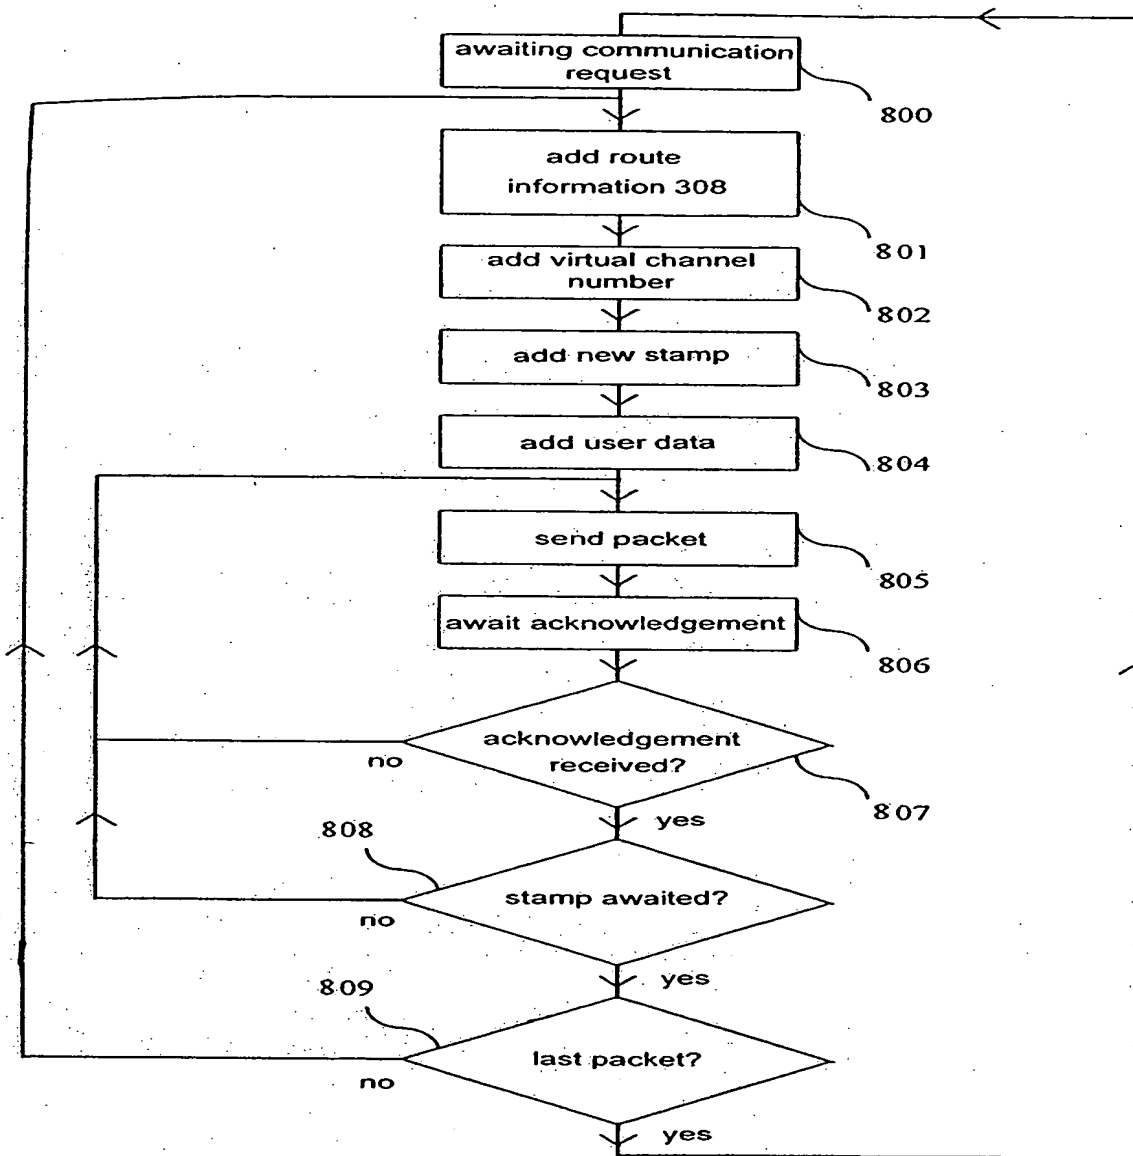 awaiting communication
request
800
add route
information 308
801
add virtual channel
number
802
add new stamp
803
add user data
804
send packet
805
await acknowledgement
806
acknowledgement
received?
no
807
yes
808
stamp awaited?
no
yes
809
last packet?
no
yes